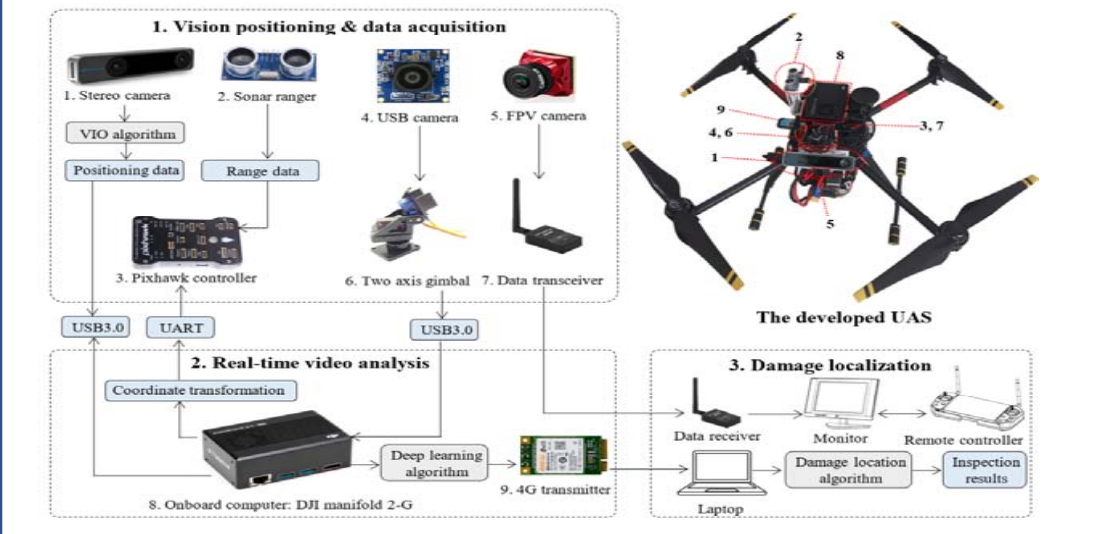 1. Vision positioning & data acquisition
1. Stereo camera
2. Sonar ranger
4. USB camera
5. FPV camera
VIO algorithm
Positioning data
Range data
3. Pixhawk controller
6. Two axis gimbal
7. Data transceiver
USB3.0
UART
USB3.0
2
8
9
4, 6
3, 7
1
5
The developed UAS
2. Real-time video analysis
Coordinate transformation
Deep learning
algorithm
9. 4G transmitter
8. Onboard computer: DJI manifold 2-G
3. Damage localization
Data receiver
Monitor
Remote controller
Laptop
Damage location
algorithm
Inspection
results